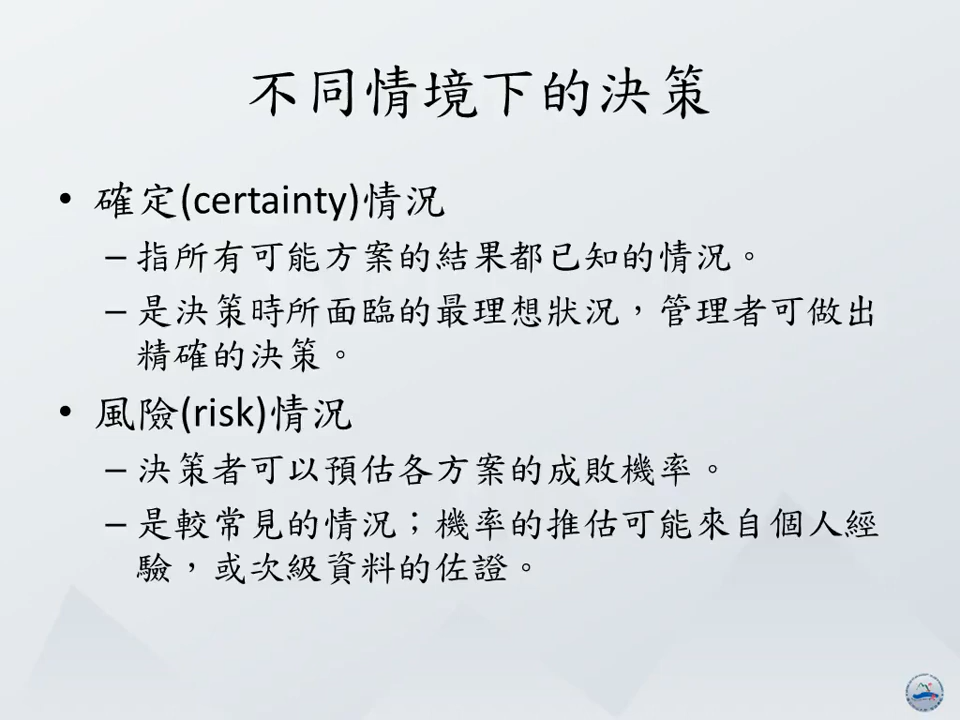 不同情境下的決策
• 確定(certainty)情況
– 指所有可能方案的結果都已知的情況。
– 是決策時所面臨的最理想狀況，管理者可做出
精確的決策。
• 風險(risk)情況
– 決策者可以預估各方案的成敗機率。
– 是較常見的情況；機率的推估可能來自個人經
驗，或次級資料的佐證。